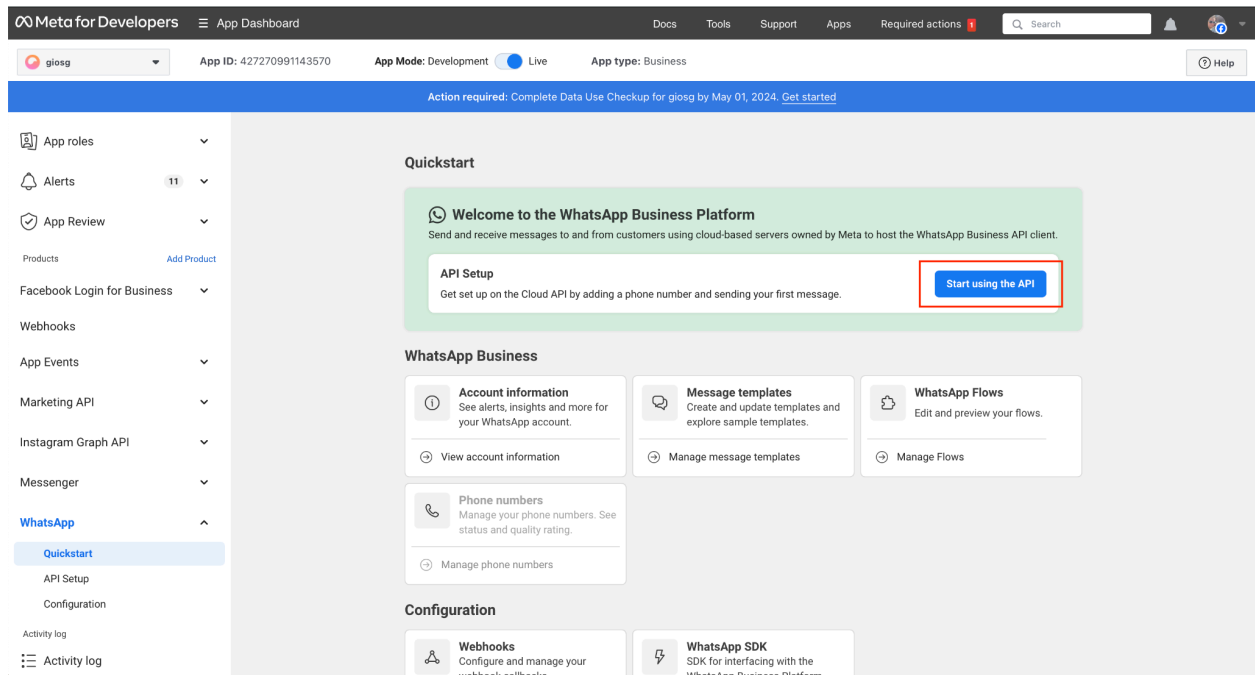 Meta for Developers
App Dashboard
Docs
Tools
Support
Apps
Required actions 1
Search
giosg
App ID: 427270991143570
App Mode: Development Live
App type: Business
Help
Action required: Complete Data Use Checkup for giosg by May 01, 2024. Get started
App roles
Alerts 11
App Review
Products Add Product
Facebook Login for Business
Webhooks
App Events
Marketing API
Instagram Graph API
Messenger
WhatsApp
Quickstart
API Setup
Configuration
Activity log
Activity log
Quickstart
Welcome to the WhatsApp Business Platform
Send and receive messages to and from customers using cloud-based servers owned by Meta to host the WhatsApp Business API client.
API Setup
Get set up on the Cloud API by adding a phone number and sending your first message.
Start using the API
WhatsApp Business
Account information
See alerts, insights and more for
your WhatsApp account.
View account information
Message templates
Create and update templates and
explore sample templates.
Manage message templates
WhatsApp Flows
Edit and preview your flows.
Manage Flows
Phone numbers
Manage your phone numbers. See
status and quality rating.
Manage phone numbers
Configuration
Webhooks
Configure and manage your
webhook callbacks
WhatsApp SDK
SDK for interfacing with the
WhatsApp Business Platform